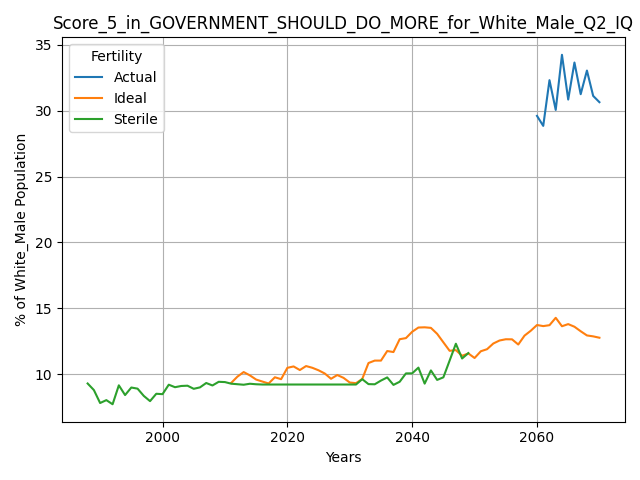 Score_5_in_GOVERNMENT_SHOULD_DO_MORE_for_White_Male_Q2_IQ
Fertility
Actual
Ideal
Sterile
35
30
25
20
15
10
% of White_Male Population
2000
2020
2040
2060
Years